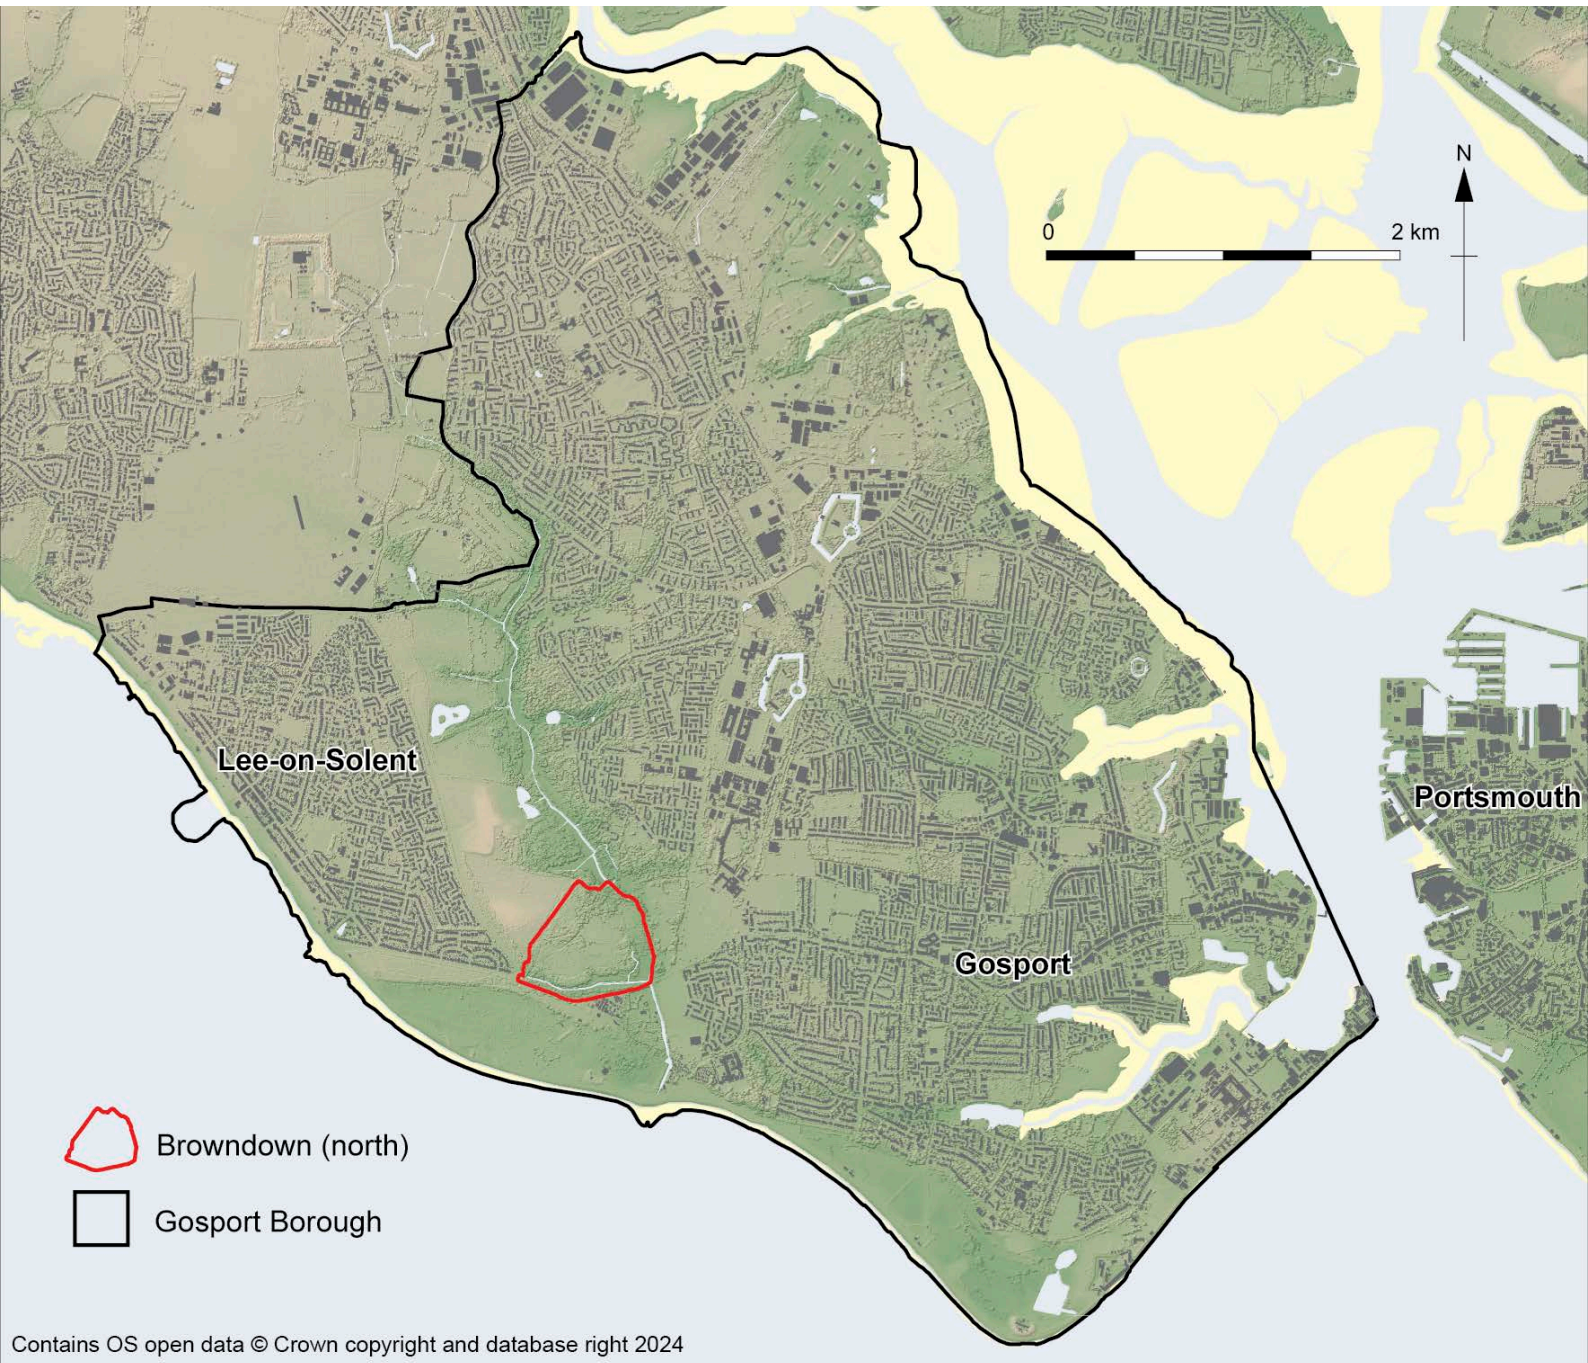 N
0 2 km
Lee-on-Solent
Portsmouth
Gosport
Browndown (north)
Gosport Borough
Contains OS open data © Crown copyright and database right 2024